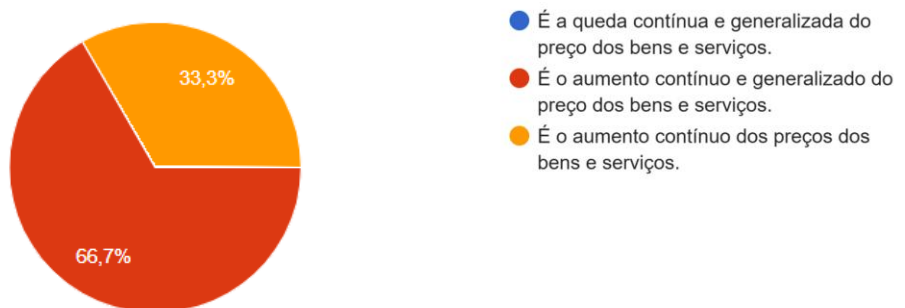 33,3%
66,7%
É a queda contínua e generalizada do
preço dos bens e serviços.
É o aumento contínuo e generalizado do
preço dos bens e serviços.
É o aumento contínuo dos preços dos
bens e serviços.